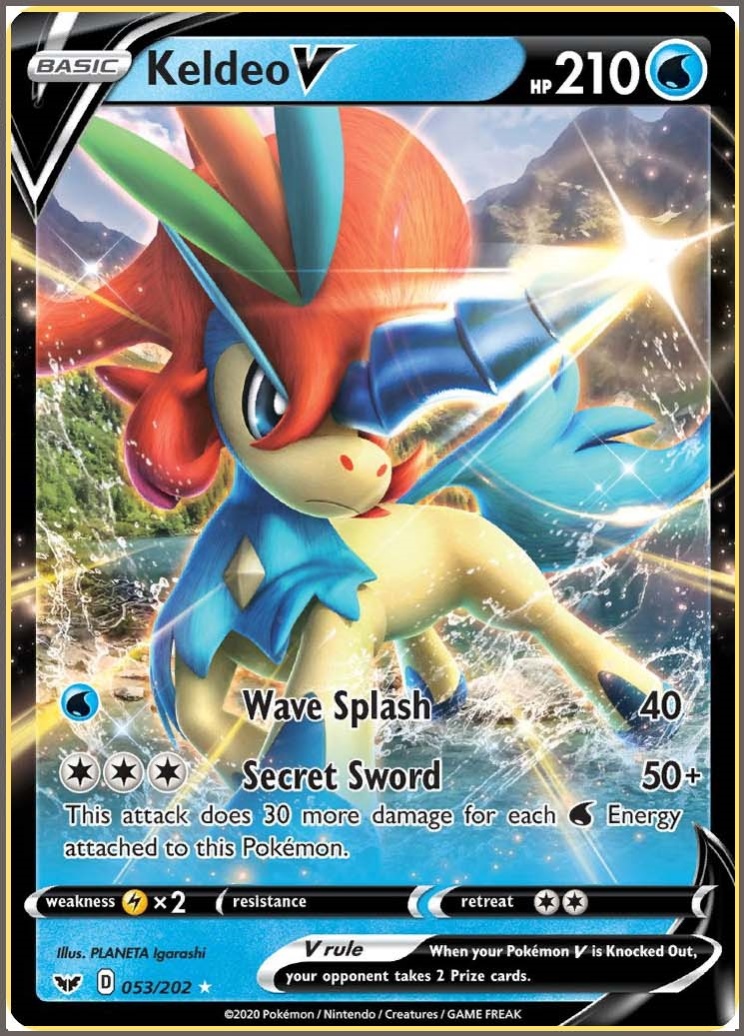 BASIC Keldeo V HP 210
Wave Splash 40
Secret Sword 50+
This attack does 30 more damage for each Energy
attached to this Pokémon.
weakness ×2 resistance retreat
Illus. PLANETA Igarashi
V rule When your Pokémon V is Knocked Out,
your opponent takes 2 Prize cards.
D 053/202
©2020 Pokémon / Nintendo / Creatures / GAME FREAK